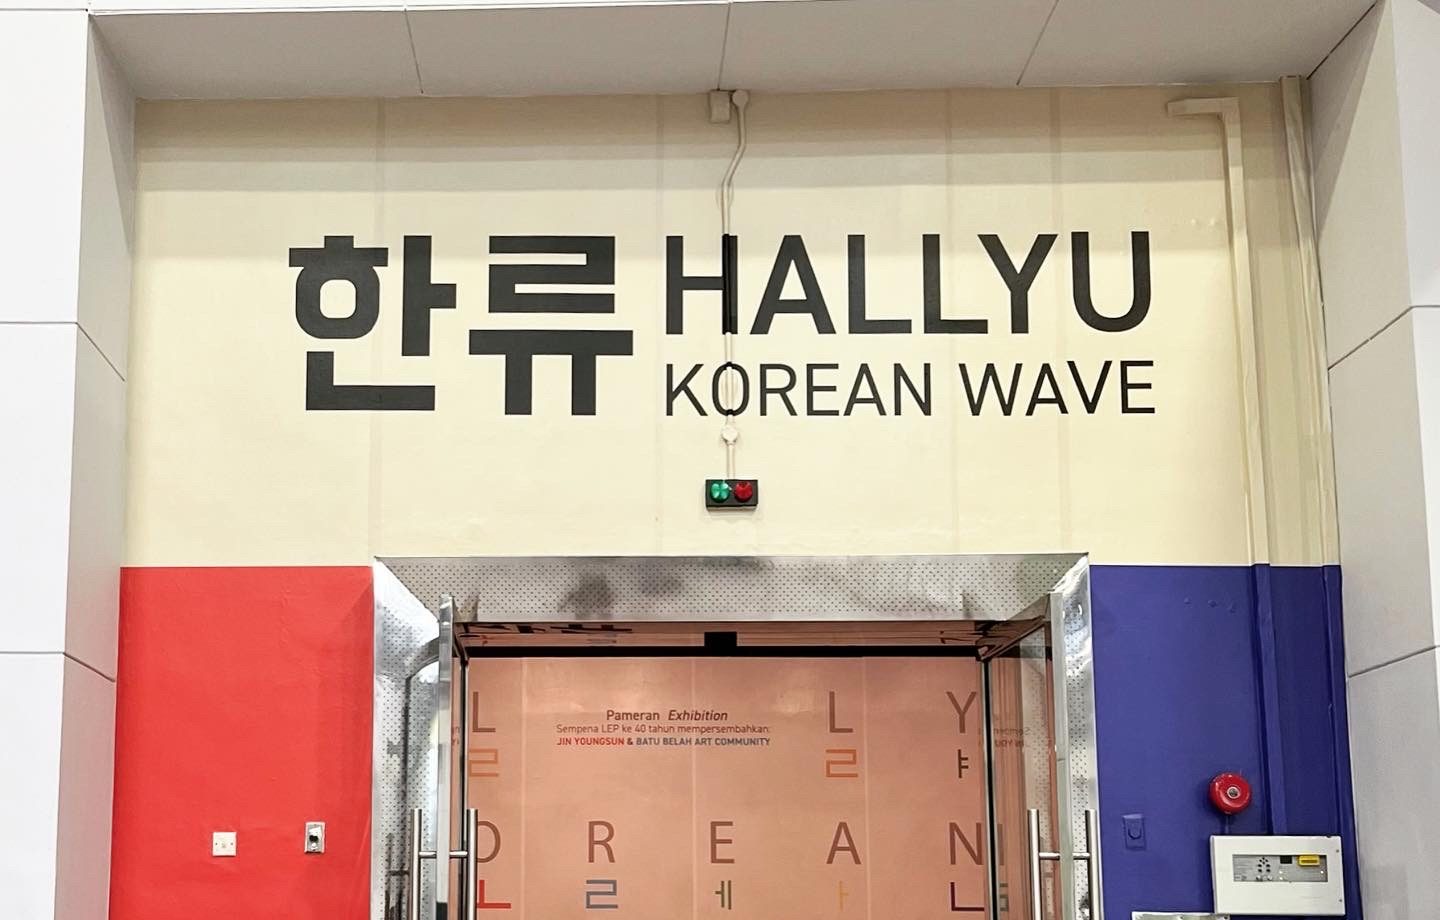 한류 HALLYU
KOREAN WAVE
Pameran Exhibition
Sempena LEP ke 40 tahun mempersembahkan:
JIN YOUNGSUN & BATU BELAH ART COMMUNITY
L L Y
ㄹ ㄹ ㅑ
O R E A N
ㅗ ㄹ ㅔ ㅏ ㄴ